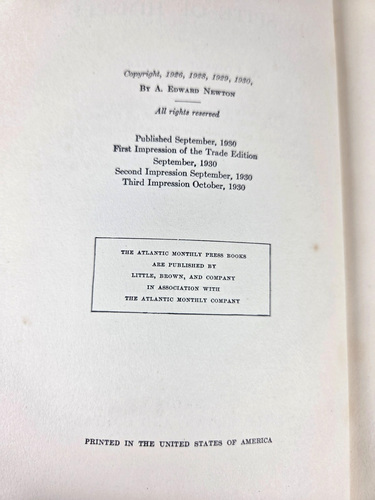 Copyright, 1926, 1928, 1929, 1930,
By A. Edward Newton
All rights reserved
Published September, 1930
First Impression of the Trade Edition
September, 1930
Second Impression September, 1930
Third Impression October, 1930
THE ATLANTIC MONTHLY PRESS BOOKS
ARE PUBLISHED BY
LITTLE, BROWN, AND COMPANY
IN ASSOCIATION WITH
THE ATLANTIC MONTHLY COMPANY
PRINTED IN THE UNITED STATES OF AMERICA